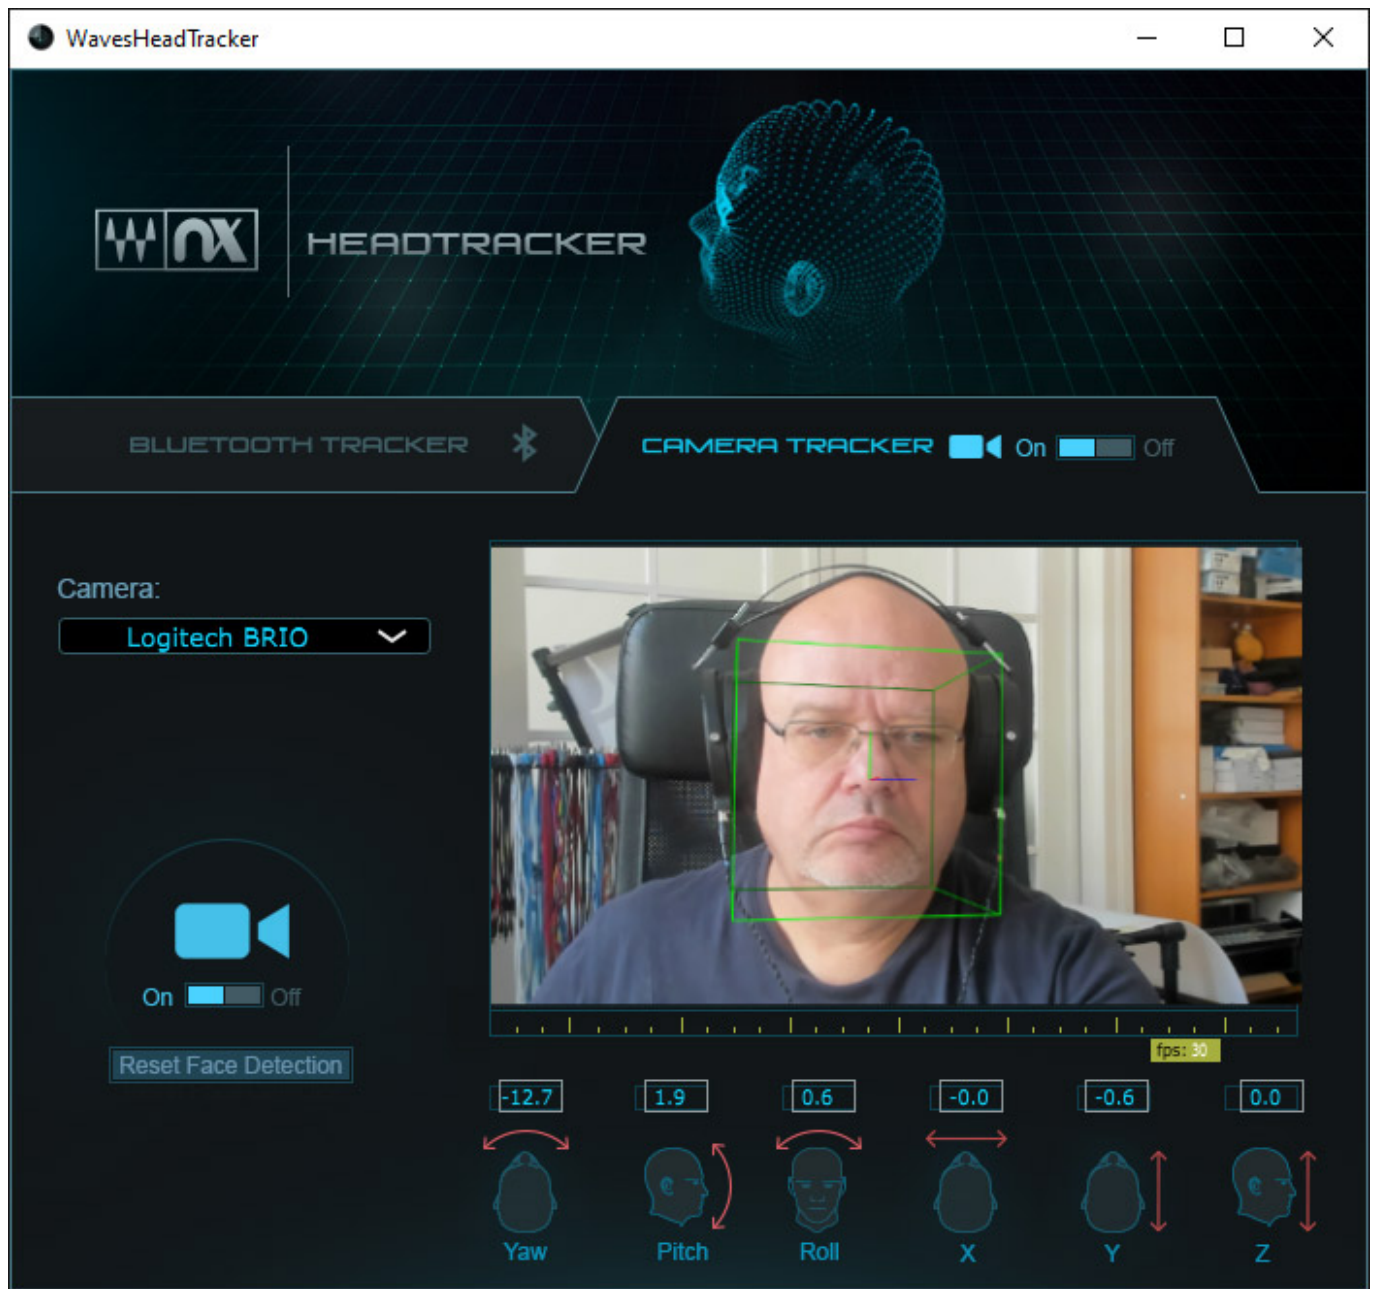 WavesHeadTracker
W nx
HEADTRACKER
BLUETOOTH TRACKER
CAMERA TRACKER On Off
Camera:
Logitech BRIO
On Off
Reset Face Detection
fps: 30
-12.7 1.9 0.6 -0.0 -0.6 0.0
Yaw Pitch Roll X Y Z